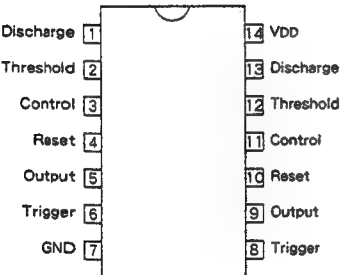 Discharge 1 14 VDD
Threshold 2 13 Discharge
Control 3 12 Threshold
Reset 4 11 Control
Output 5 10 Reset
Trigger 6 9 Output
GND 7 8 Trigger